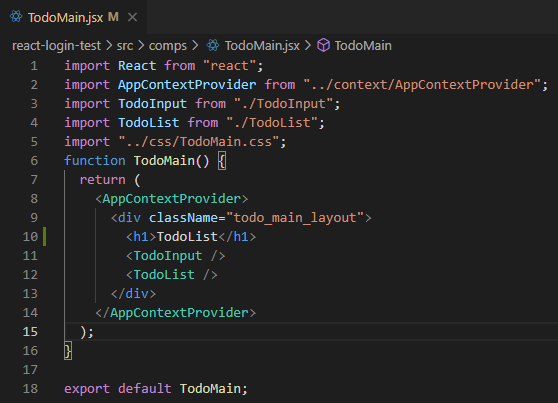 TodoMain.jsx M ×
react-login-test > src > comps > TodoMain.jsx > TodoMain
1 import React from "react";
2 import AppContextProvider from "../context/AppContextProvider";
3 import TodoInput from "./TodoInput";
4 import TodoList from "./TodoList";
5 import "../css/TodoMain.css";
6 function TodoMain() {
7   return (
8     <AppContextProvider>
9       <div className="todo_main_layout">
10         <h1>TodoList</h1>
11         <TodoInput />
12         <TodoList />
13       </div>
14     </AppContextProvider>
15   );
16 }
17
18 export default TodoMain;